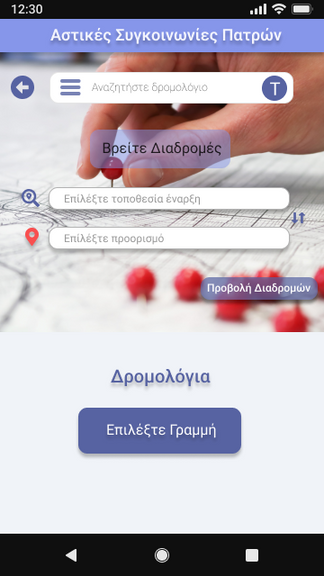 12:30
Αστικές Συγκοινωνίες Πατρών
Αναζητήστε δρομολόγιο
T
Βρείτε Διαδρομές
Επιλέξτε τοποθεσία έναρξη
Επιλέξτε προορισμό
Προβολή Διαδρομών
Δρομολόγια
Επιλέξτε Γραμμή